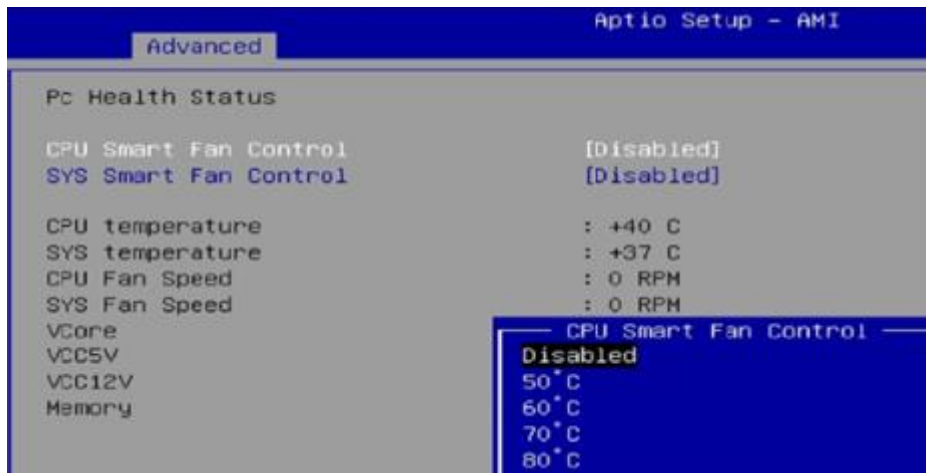 Aptio Setup - AMI
Advanced
Pc Health Status
CPU Smart Fan Control [Disabled]
SYS Smart Fan Control [Disabled]
CPU temperature : +40 C
SYS temperature : +37 C
CPU Fan Speed : 0 RPM
SYS Fan Speed : 0 RPM
VCore
VCC5V
VCC12V
Memory
CPU Smart Fan Control
Disabled
50°C
60°C
70°C
80°C